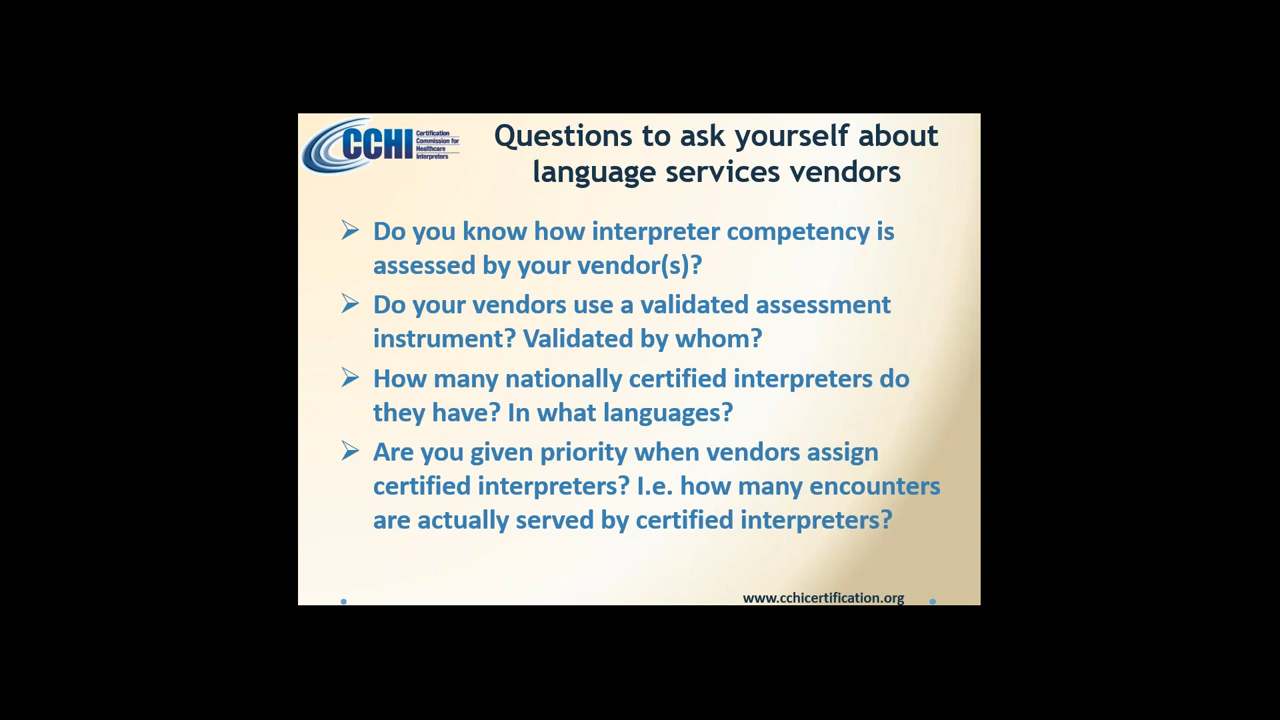 CCHI
Certification
Commission for
Healthcare
Interpreters
Questions to ask yourself about
language services vendors
Do you know how interpreter competency is
assessed by your vendor(s)?
Do your vendors use a validated assessment
instrument? Validated by whom?
How many nationally certified interpreters do
they have? In what languages?
Are you given priority when vendors assign
certified interpreters? I.e. how many encounters
are actually served by certified interpreters?
www.cchicertification.org